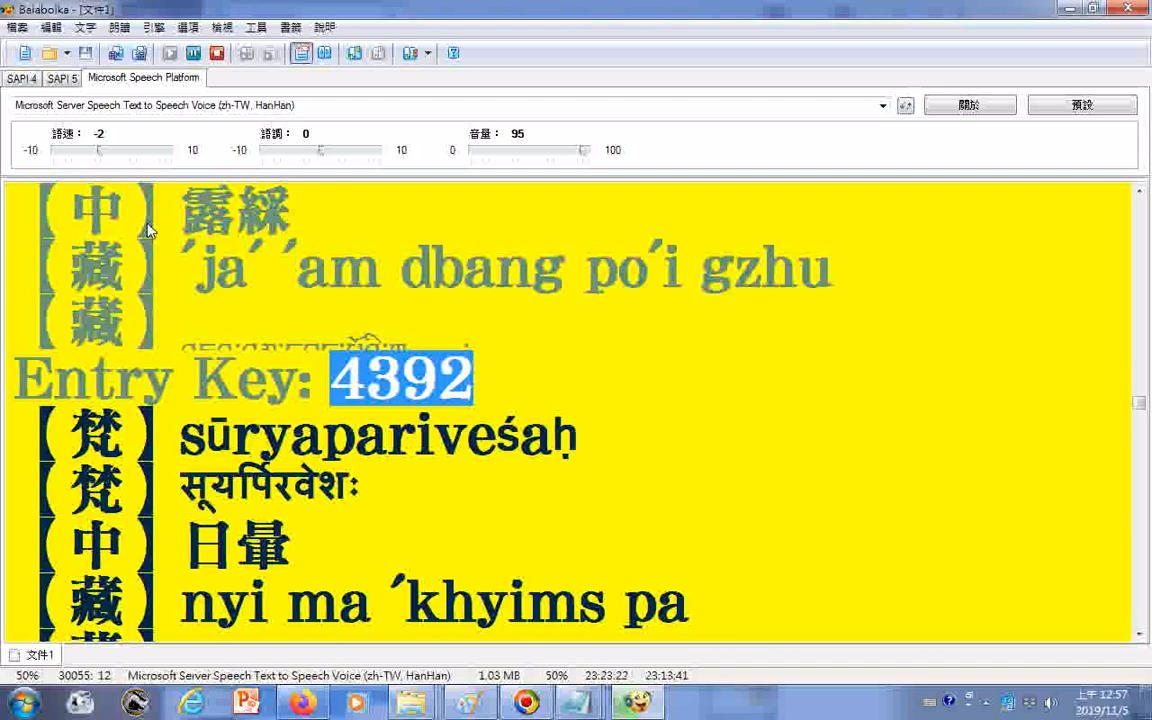 Balabolka - [文件1]
檔案 編輯 文字 朗讀 引擎 選項 檢視 工具 書籤 說明
SAPI 4 SAPI 5 Microsoft Speech Platform
Microsoft Server Speech Text to Speech Voice (zh-TW, HanHan) 關於 預設
語速： -2 語調： 0 音量： 95
-10 10 -10 10 0 100
【中】 露綵
【藏】 ´ja´ ´am dbang po´i gzhu
【藏】
Entry Key: 4392
【梵】 sūryapariveśaḥ
【梵】 सूर्यपिरवेशः
【中】 日暈
【藏】 nyi ma ´khyims pa
文件1
50% 30055: 12 Microsoft Server Speech Text to Speech Voice (zh-TW, HanHan) 1.03 MB 50% 23:23:22 23:13:41
上午 12:57
2019/11/5